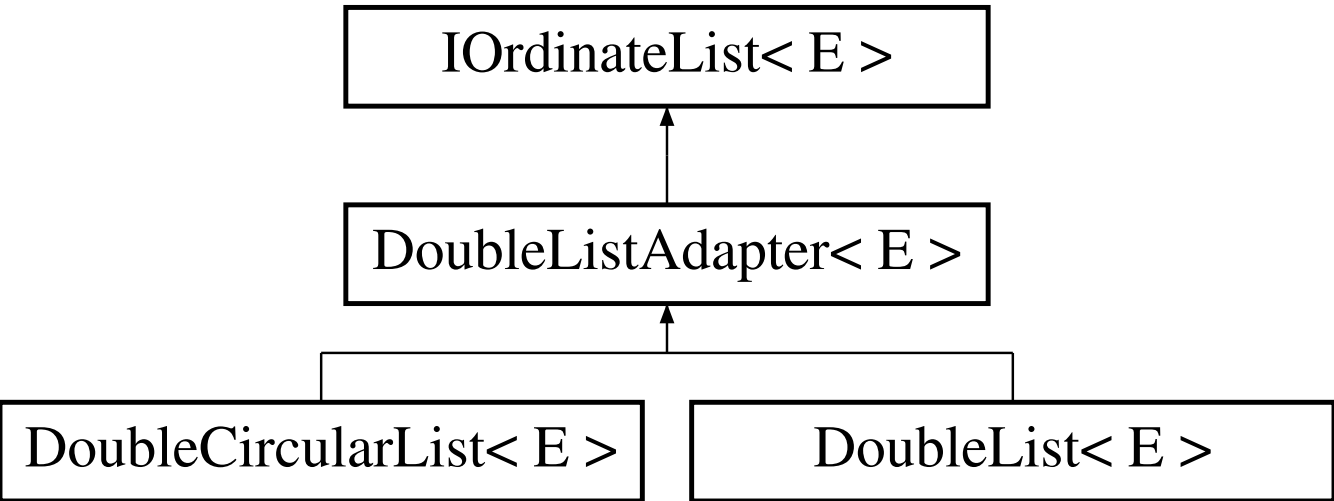 IOrdinateList< E >
DoubleListAdapter< E >
DoubleCircularList< E >
DoubleList< E >